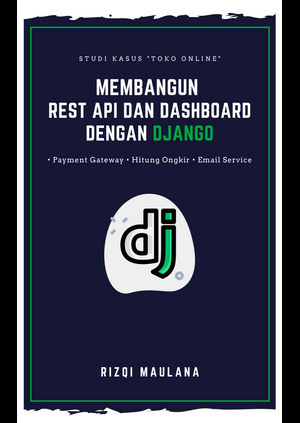 STUDI KASUS "TOKO ONLINE"
MEMBANGUN
REST API DAN DASHBOARD
DENGAN DJANGO
• Payment Gateway • Hitung Ongkir • Email Service
dj
RIZQI MAULANA